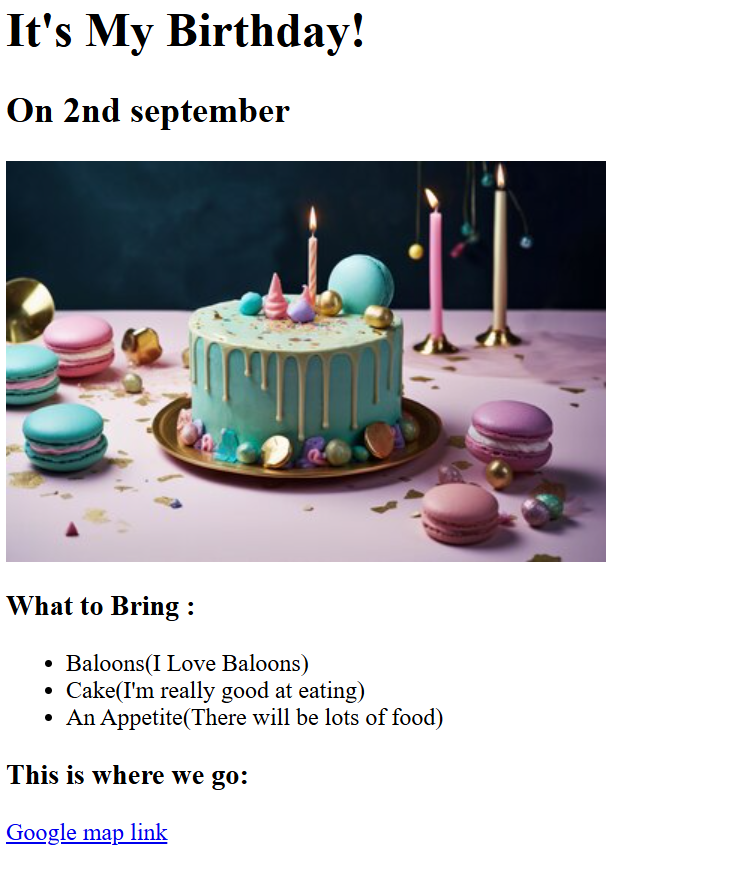 It's My Birthday!
On 2nd september
What to Bring :
Baloons(I Love Baloons)
Cake(I'm really good at eating)
An Appetite(There will be lots of food)
This is where we go:
Google map link